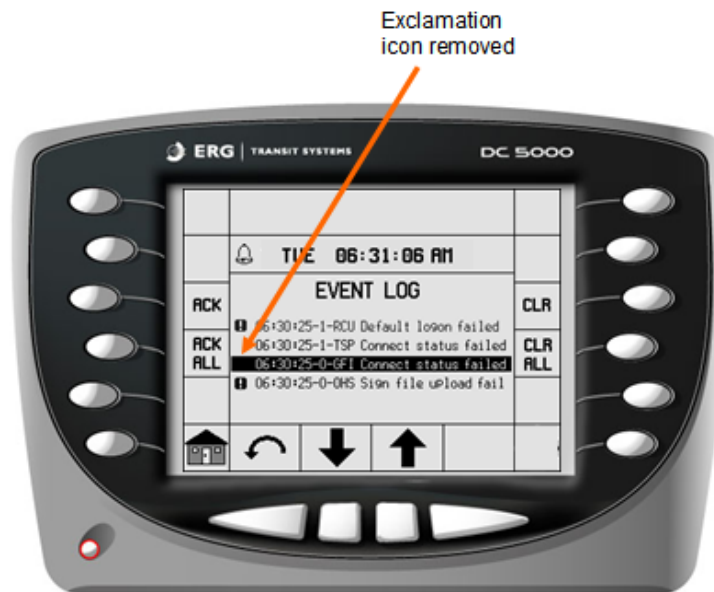 Exclamation
icon removed
ERG | TRANSIT SYSTEMS DC 5000
TUE 06:31:06 AM
EVENT LOG
ACK CLR
06:30:25-1-RCU Default logon failed
ACK ALL 06:30:25-1-TSP Connect status failed CLR ALL
06:30:25-0-GFI Connect status failed
06:30:25-0-OHS Sign file upload fail